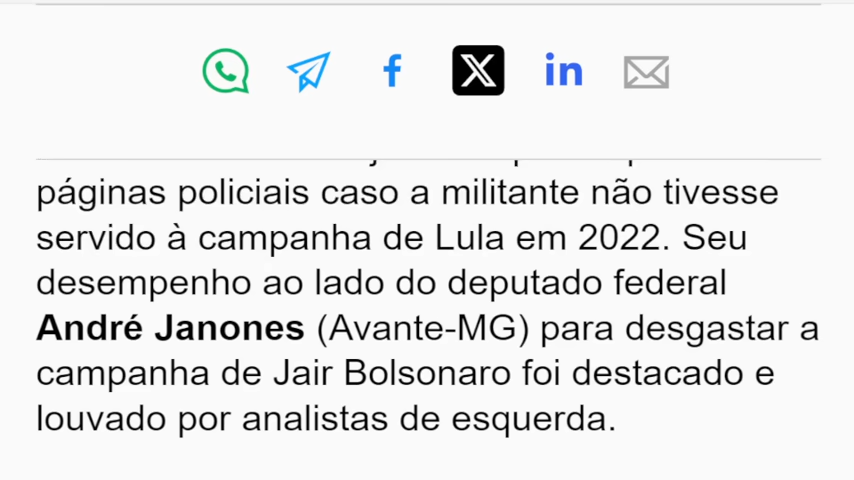 páginas policiais caso a militante não tivesse
servido à campanha de Lula em 2022. Seu
desempenho ao lado do deputado federal
André Janones (Avante-MG) para desgastar a
campanha de Jair Bolsonaro foi destacado e
louvado por analistas de esquerda.